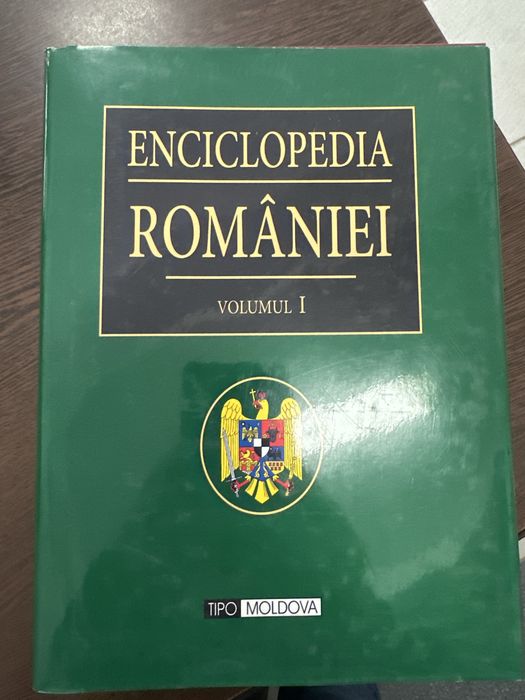 ENCICLOPEDIA
ROMÂNIEI
VOLUMUL I
TIPO MOLDOVA